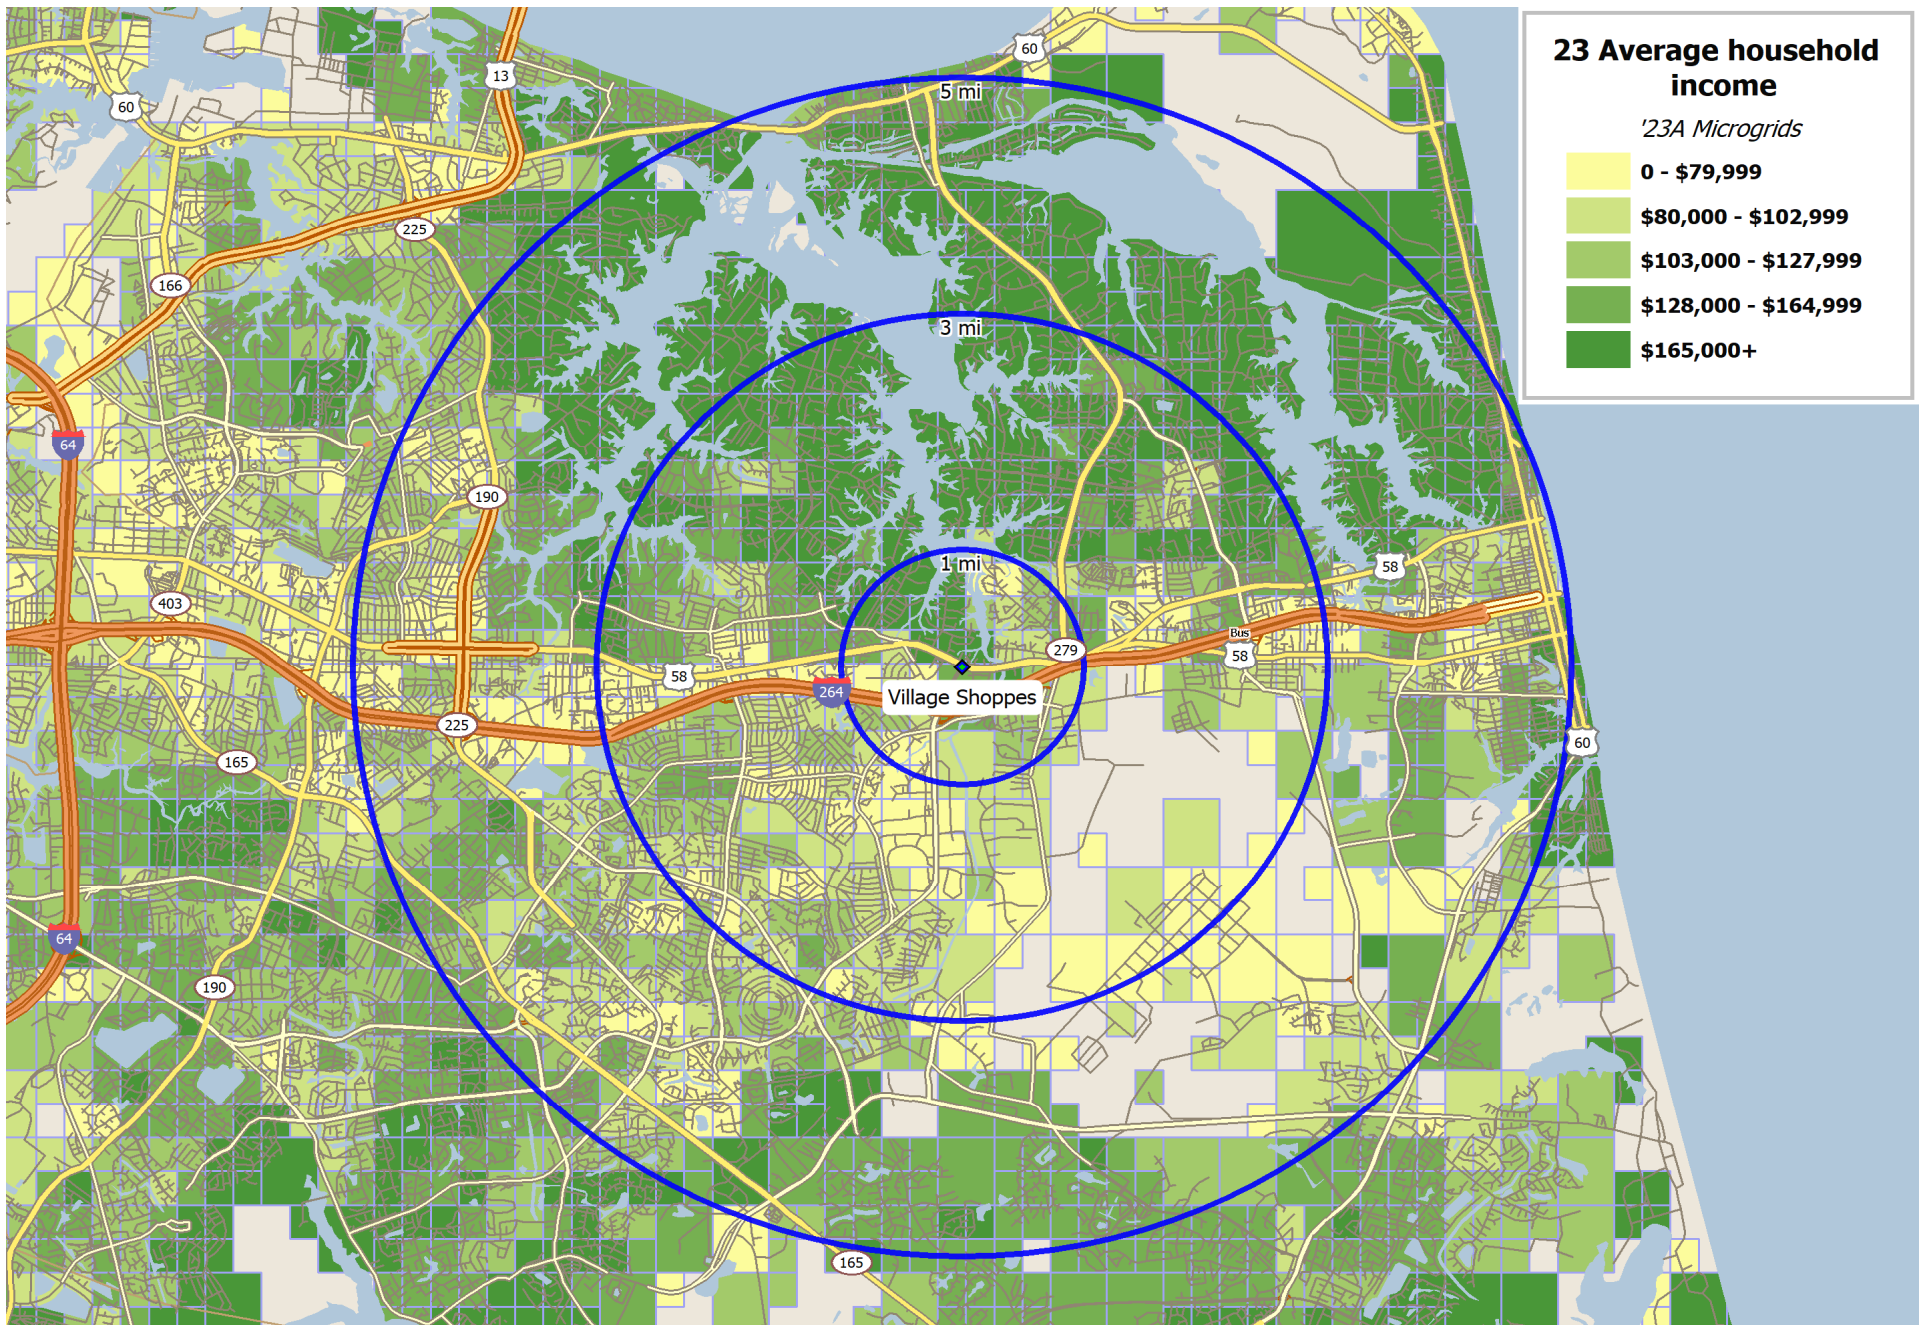 23 Average household
income
'23A Microgrids
0 - $79,999
$80,000 - $102,999
$103,000 - $127,999
$128,000 - $164,999
$165,000+
60
13
5 mi
60
225
166
3 mi
64
190
1 mi
58
403
Bus
279
58
58
264
Village Shoppes
225
60
165
64
190
165